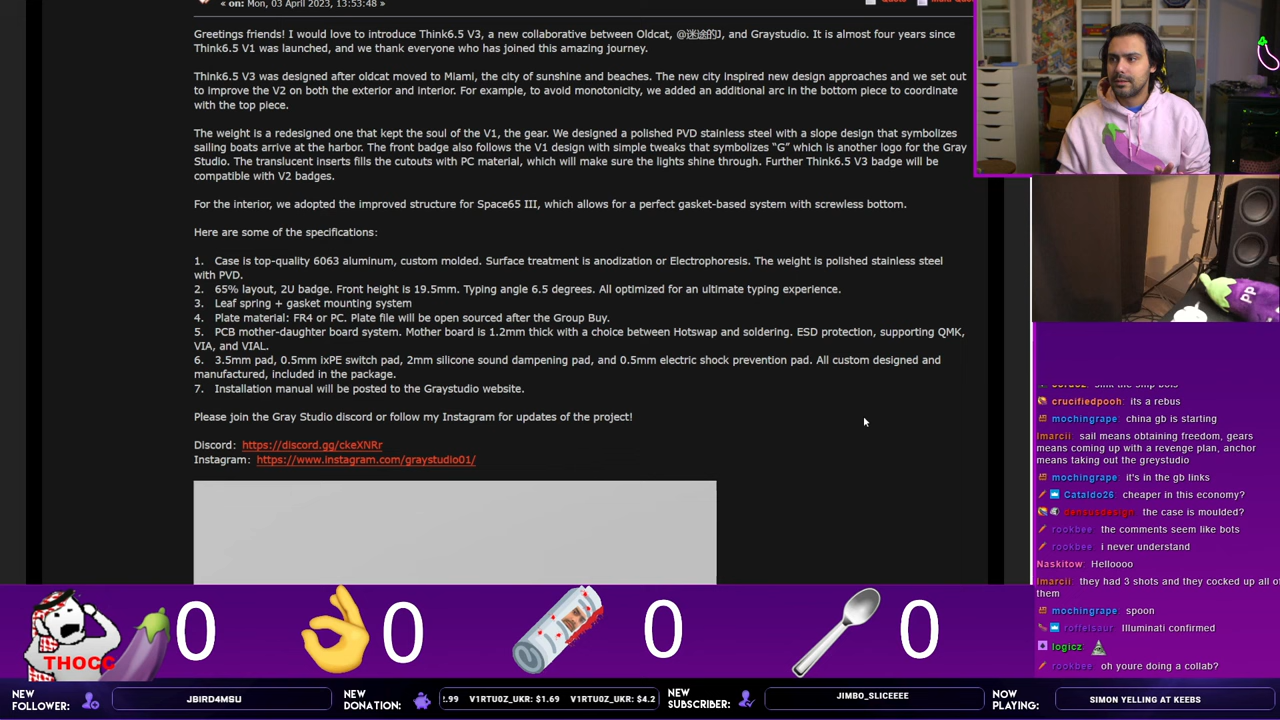 « on: Mon, 03 April 2023, 13:53:48 »
Greetings friends! I would love to introduce Think6.5 V3, a new collaborative between Oldcat, @迷途的J, and Graystudio. It is almost four years since
Think6.5 V1 was launched, and we thank everyone who has joined this amazing journey.
Think6.5 V3 was designed after oldcat moved to Miami, the city of sunshine and beaches. The new city inspired new design approaches and we set out
to improve the V2 on both the exterior and interior. For example, to avoid monotonicity, we added an additional arc in the bottom piece to coordinate
with the top piece.
The weight is a redesigned one that kept the soul of the V1, the gear. We designed a polished PVD stainless steel with a slope design that symbolizes
sailing boats arrive at the harbor. The front badge also follows the V1 design with simple tweaks that symbolizes "G" which is another logo for the Gray
Studio. The translucent inserts fills the cutouts with PC material, which will make sure the lights shine through. Further Think6.5 V3 badge will be
compatible with V2 badges.
For the interior, we adopted the improved structure for Space65 III, which allows for a perfect gasket-based system with screwless bottom.
Here are some of the specifications:
1. Case is top-quality 6063 aluminum, custom molded. Surface treatment is anodization or Electrophoresis. The weight is polished stainless steel
with PVD.
2. 65% layout, 2U badge. Front height is 19.5mm. Typing angle 6.5 degrees. All optimized for an ultimate typing experience.
3. Leaf spring + gasket mounting system
4. Plate material: FR4 or PC. Plate file will be open sourced after the Group Buy.
5. PCB mother-daughter board system. Mother board is 1.2mm thick with a choice between Hotswap and soldering. ESD protection, supporting QMK,
VIA, and VIAL.
6. 3.5mm pad, 0.5mm ixPE switch pad, 2mm silicone sound dampening pad, and 0.5mm electric shock prevention pad. All custom designed and
manufactured, included in the package.
7. Installation manual will be posted to the Graystudio website.
Please join the Gray Studio discord or follow my Instagram for updates of the project!
Discord: https://discord.gg/ckeXNRr
Instagram: https://www.instagram.com/graystudio01/
PP
crucifiedpooh: its a rebus
mochingrape: china gb is starting
lmarcii: sail means obtaining freedom, gears
means coming up with a revenge plan, anchor
means taking out the greystudio
mochingrape: it's in the gb links
Cataldo26: cheaper in this economy?
densusdesign: the case is moulded?
rookbee: the comments seem like bots
rookbee: i never understand
Naskitow: Helloooo
lmarcii: they had 3 shots and they cocked up all of
them
mochingrape: spoon
roffelsaur: Illuminati confirmed
logicz:
rookbee: oh youre doing a collab?
THOCC 0 0 0 0
NEW
FOLLOWER:
JBIRD4MSU
NEW
DONATION:
.99 V1RTU0Z_UKR: $1.69 V1RTU0Z_UKR: $4.2
NEW
SUBSCRIBER:
JIMBO_SLICEEEE
NOW
PLAYING:
SIMON YELLING AT KEEBS